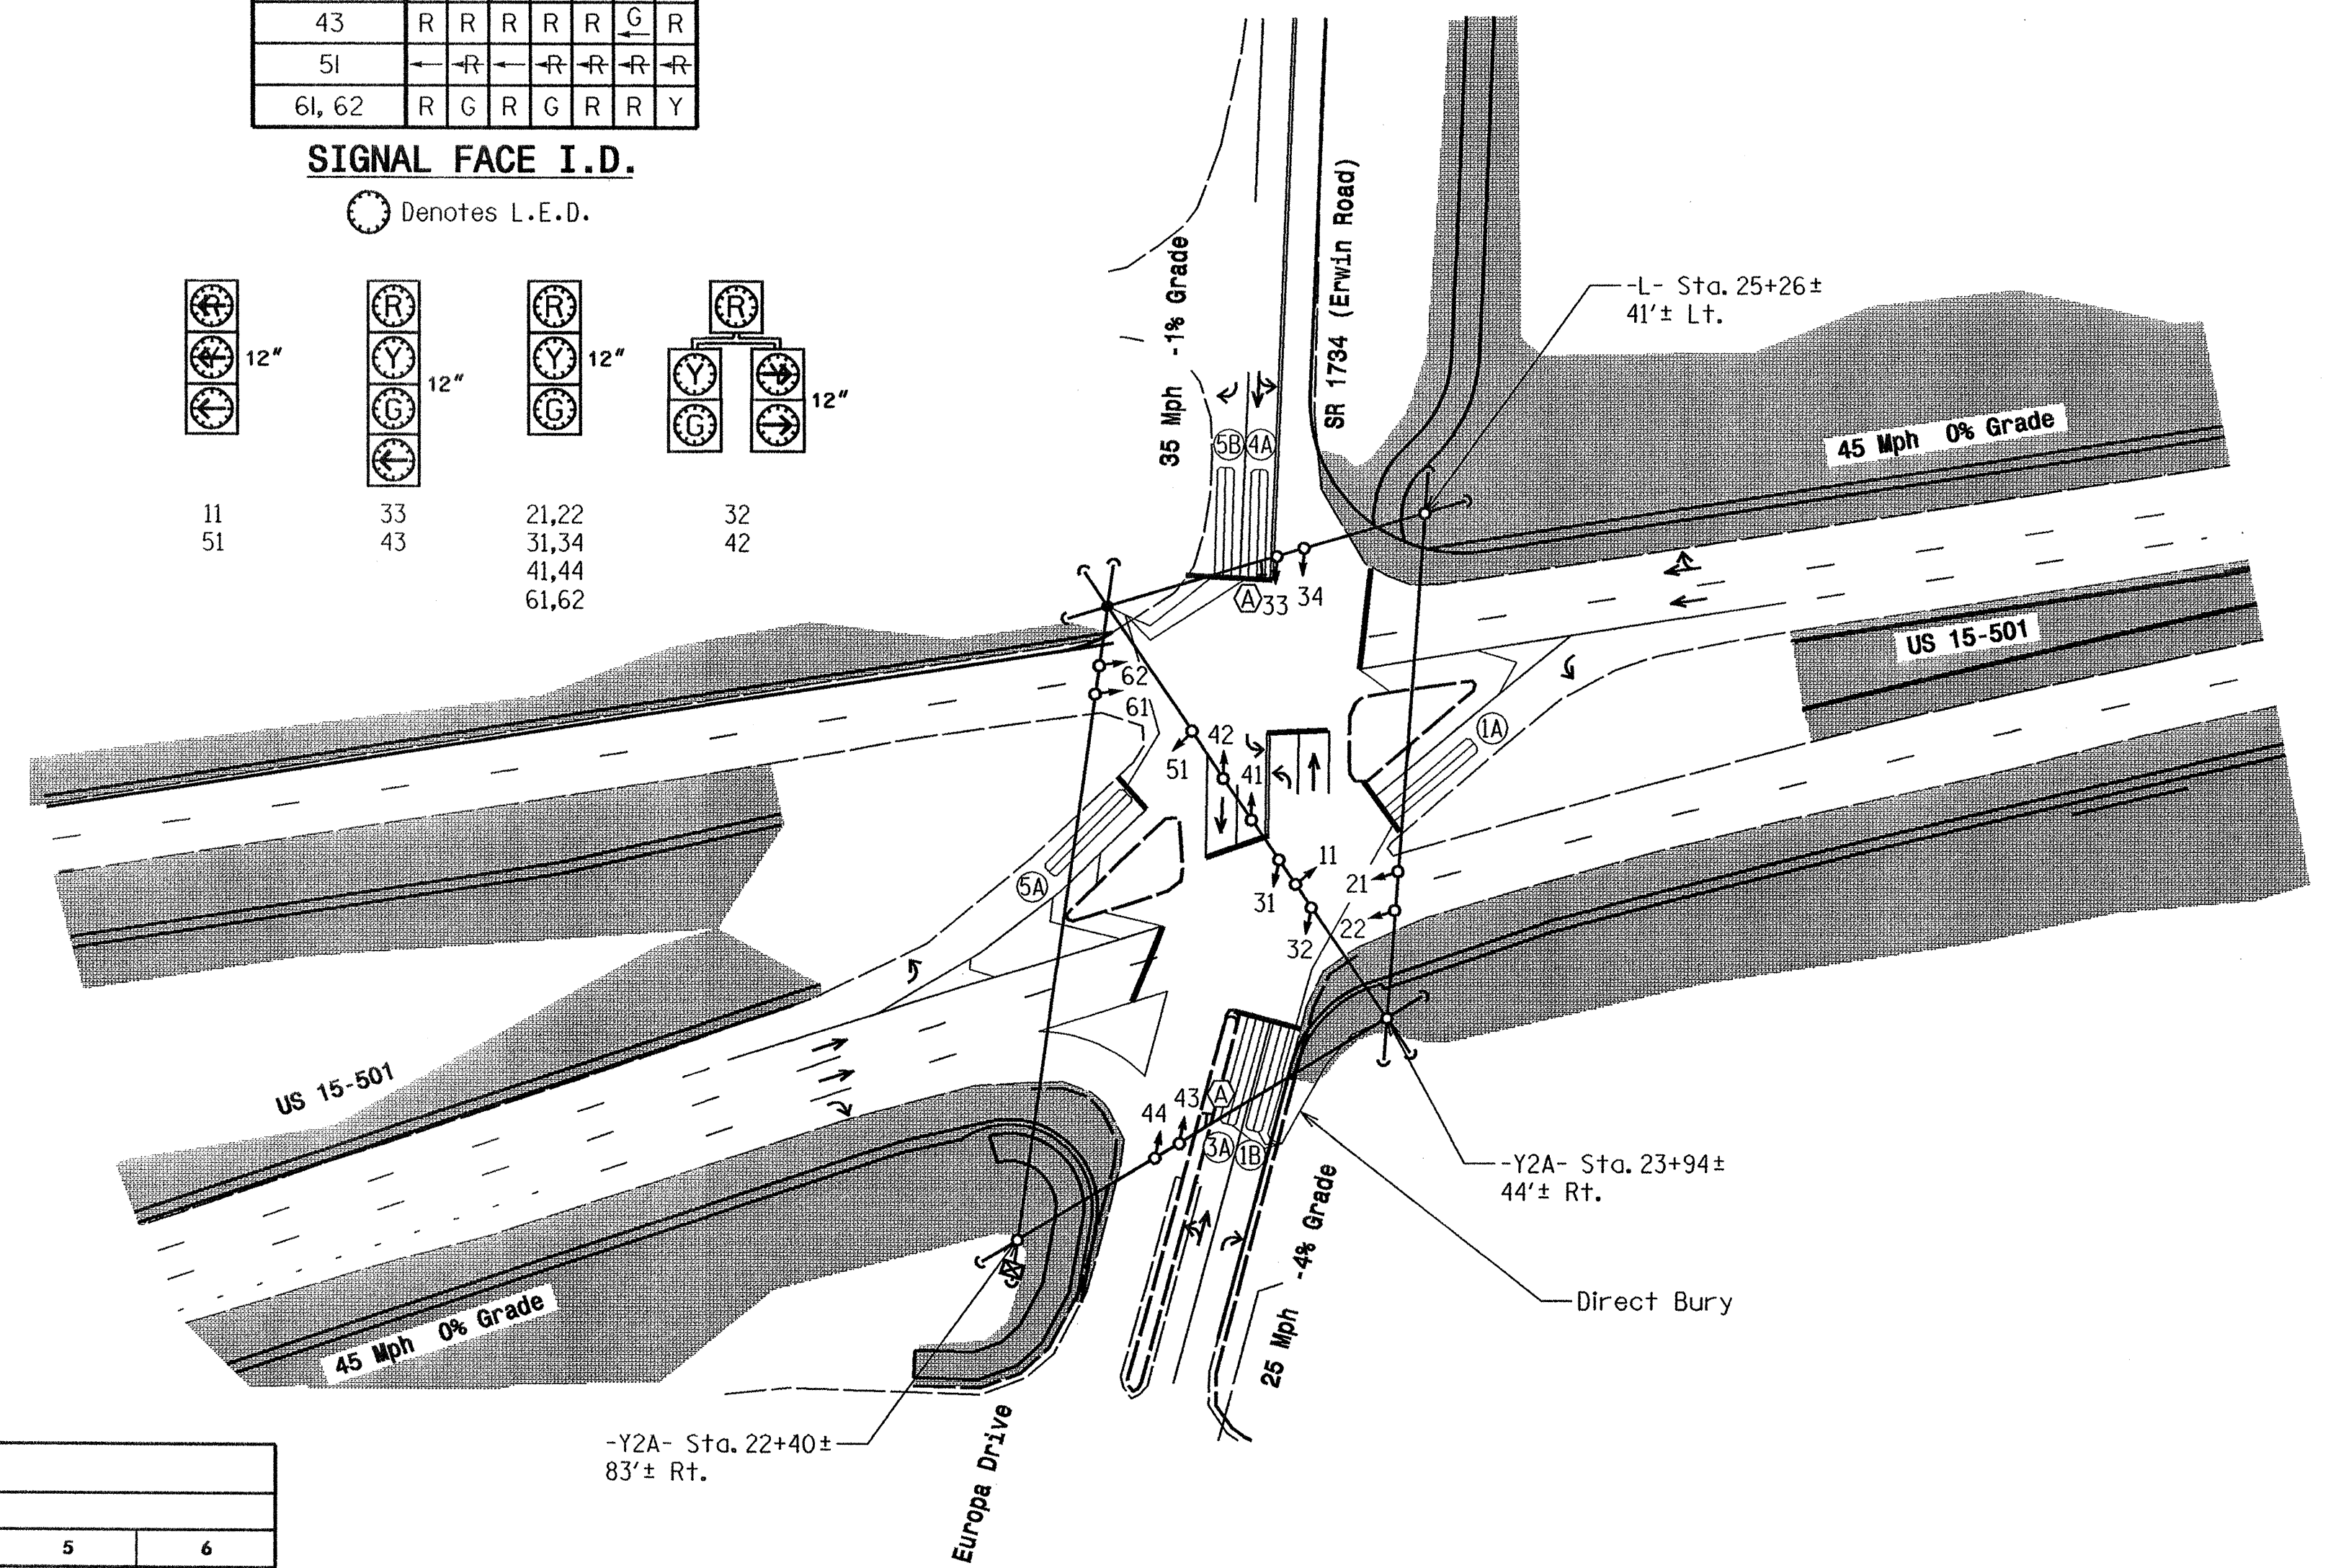 43 R R R R R G R
51 R R R R R
61, 62 R G R G R R Y
SIGNAL FACE I.D.
Denotes L.E.D.
R Y 12"
R Y G 12"
R Y G 12"
R Y G Y 12"
11 33 21,22 32
51 43 31,34 42
41,44
61,62
35 Mph -1% Grade
SR 1734 (Erwin Road)
-L- Sta. 25+26±
41'± Lt.
45 Mph 0% Grade
5B 4A
A 33 34
US 15-501
62
61
1A
42
51 41
11
5A
31 21
32 22
US 15-501
43 A
44
3A 1B
-Y2A- Sta. 23+94±
44'± Rt.
25 Mph -4% Grade
Direct Bury
45 Mph 0% Grade
-Y2A- Sta. 22+40±
83'± Rt.
Europa Drive
5 6